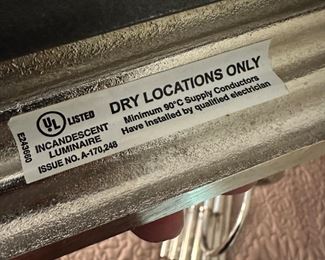 UL LISTED
INCANDESCENT
LUMINAIRE
ISSUE NO. A-170,248
E243000
DRY LOCATIONS ONLY
Minimum 90°C Supply Conductors
Have Installed by qualified electrician